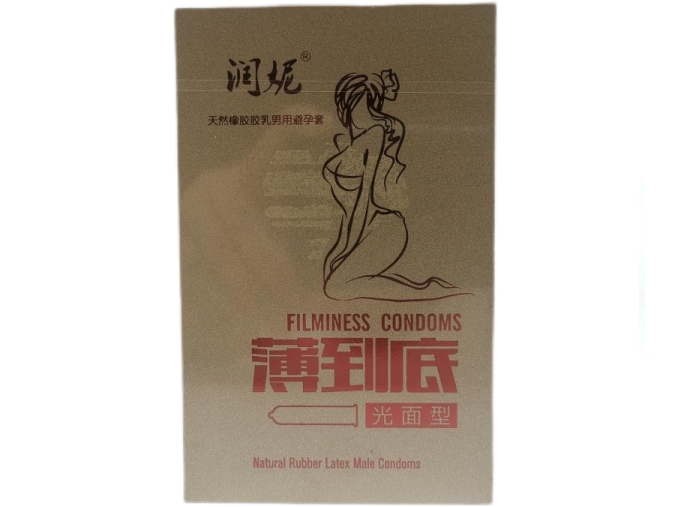 润妮®
天然橡胶胶乳男用避孕套
FILMINESS CONDOMS
薄到底
光面型
Natural Rubber Latex Male Condoms